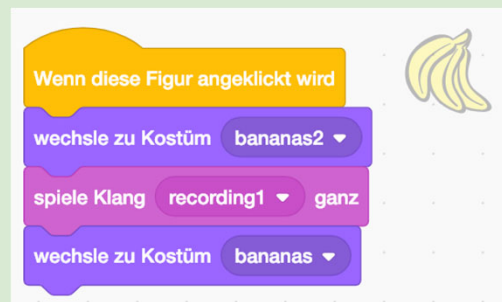 Wenn diese Figur angeklickt wird
wechsle zu Kostüm bananas2
spiele Klang recording1 ganz
wechsle zu Kostüm bananas